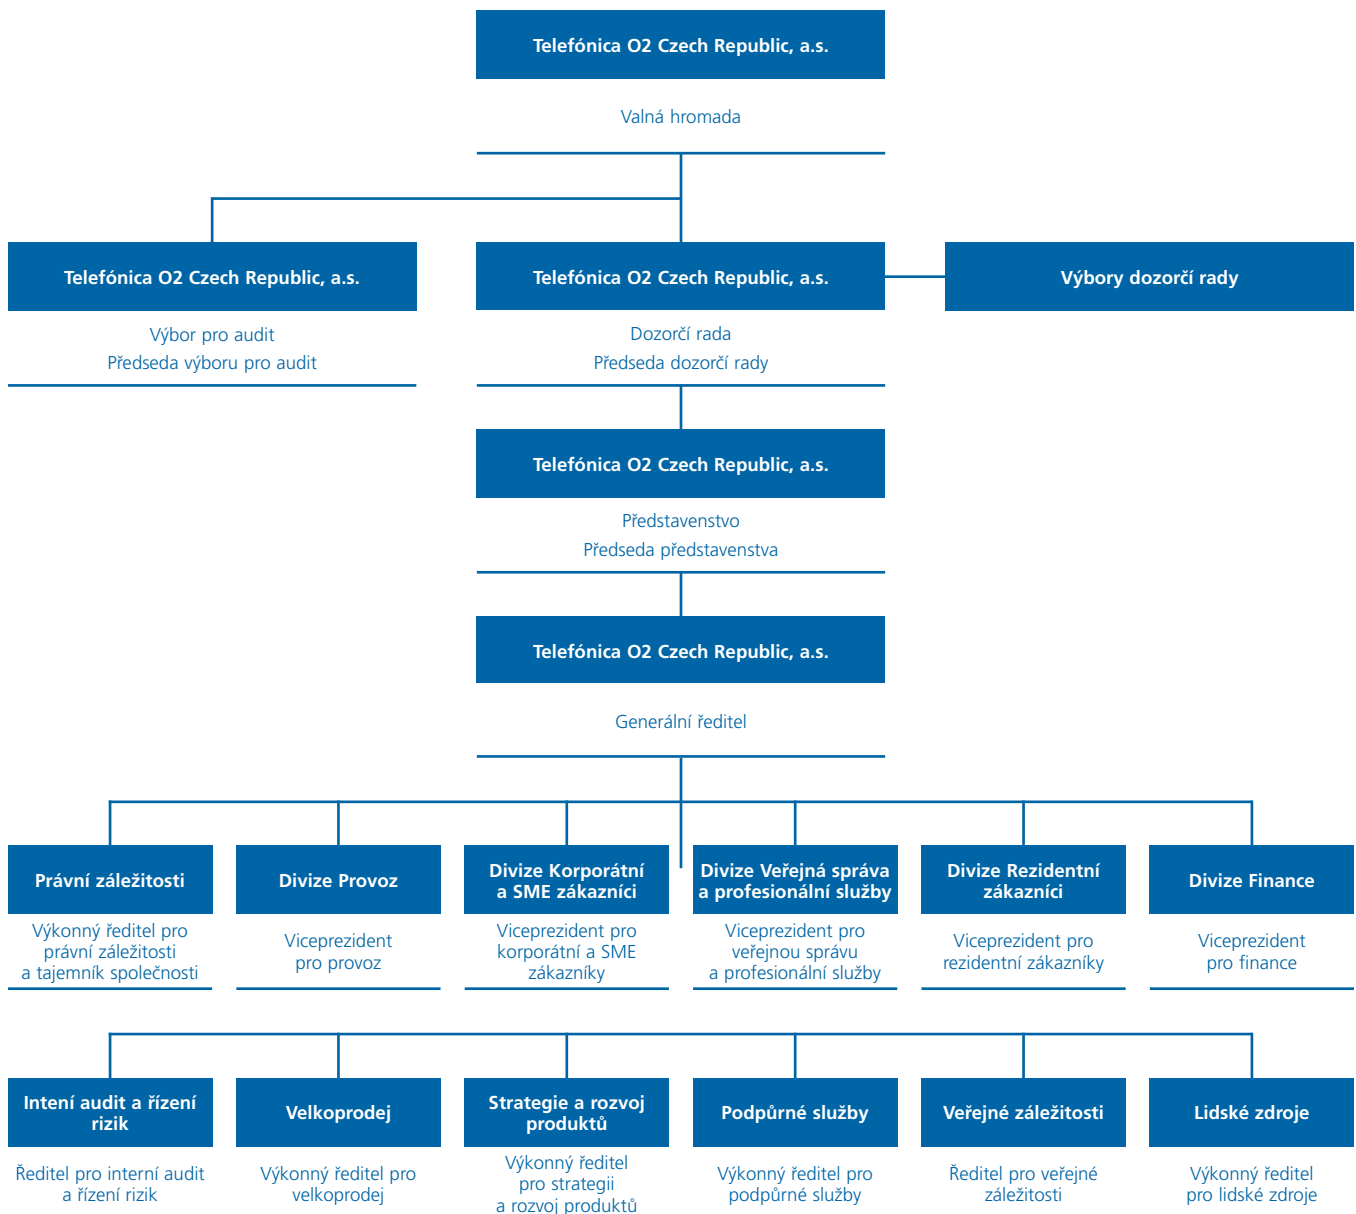 Telefónica O2 Czech Republic, a.s.
Valná hromada
Telefónica O2 Czech Republic, a.s.
Výbor pro audit
Předseda výboru pro audit
Telefónica O2 Czech Republic, a.s.
Dozorčí rada
Předseda dozorčí rady
Výbory dozorčí rady
Telefónica O2 Czech Republic, a.s.
Představenstvo
Předseda představenstva
Telefónica O2 Czech Republic, a.s.
Generální ředitel
Právní záležitosti
Výkonný ředitel pro
právní záležitosti
a tajemník společnosti
Divize Provoz
Viceprezident
pro provoz
Divize Korporátní
a SME zákazníci
Viceprezident pro
korporátní a SME
zákazníky
Divize Veřejná správa
a profesionální služby
Viceprezident pro
veřejnou správu
a profesionální služby
Divize Rezidentní
zákazníci
Viceprezident pro
rezidentní zákazníky
Divize Finance
Viceprezident
pro finance
Intení audit a řízení
rizik
Ředitel pro interní audit
a řízení rizik
Velkoprodej
Výkonný ředitel pro
velkoprodej
Strategie a rozvoj
produktů
Výkonný ředitel
pro strategii
a rozvoj produktů
Podpůrné služby
Výkonný ředitel pro
podpůrné služby
Veřejné záležitosti
Ředitel pro veřejné
záležitosti
Lidské zdroje
Výkonný ředitel
pro lidské zdroje